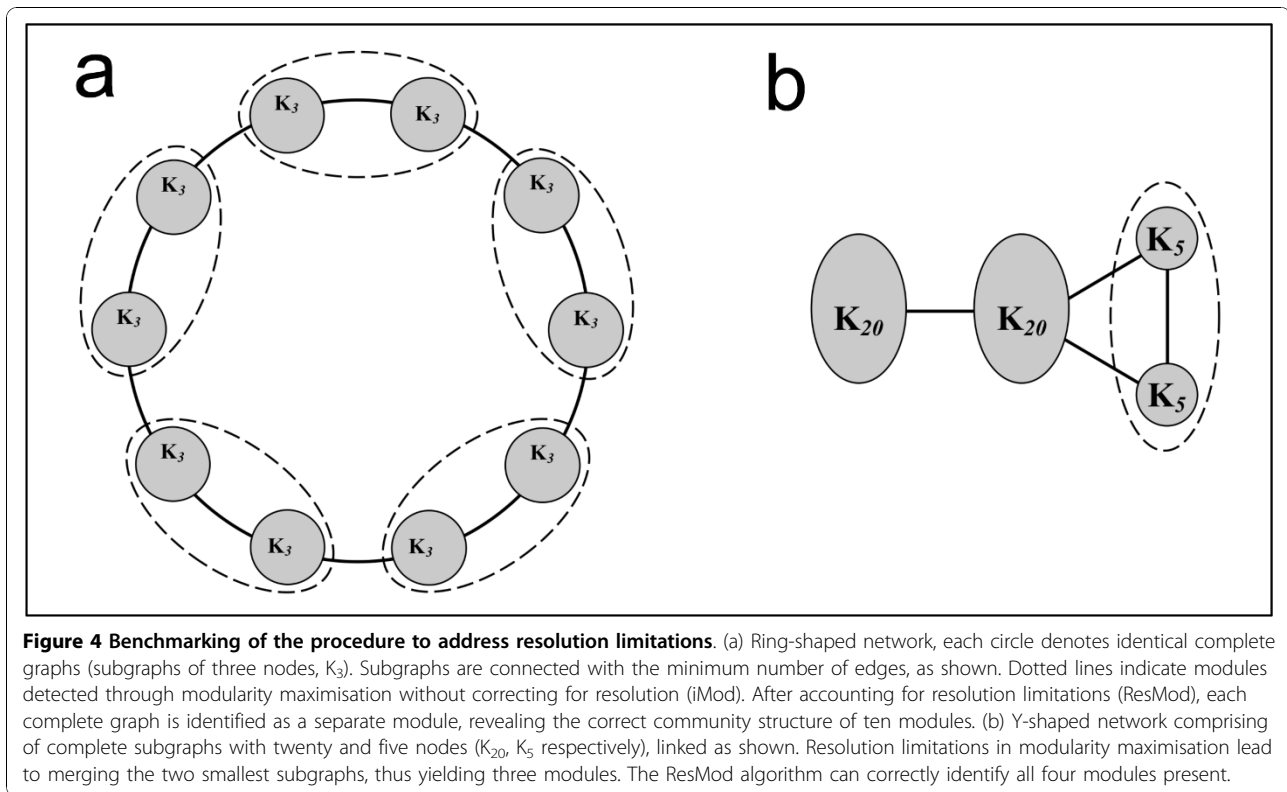 a
b
K3
K3
K3
K3
K3
K3
K3
K3
K3
K3
K20
K20
K5
K5
Figure 4 Benchmarking of the procedure to address resolution limitations. (a) Ring-shaped network, each circle denotes identical complete
graphs (subgraphs of three nodes, K3). Subgraphs are connected with the minimum number of edges, as shown. Dotted lines indicate modules
detected through modularity maximisation without correcting for resolution (iMod). After accounting for resolution limitations (ResMod), each
complete graph is identified as a separate module, revealing the correct community structure of ten modules. (b) Y-shaped network comprising
of complete subgraphs with twenty and five nodes (K20, K5 respectively), linked as shown. Resolution limitations in modularity maximisation lead
to merging the two smallest subgraphs, thus yielding three modules. The ResMod algorithm can correctly identify all four modules present.